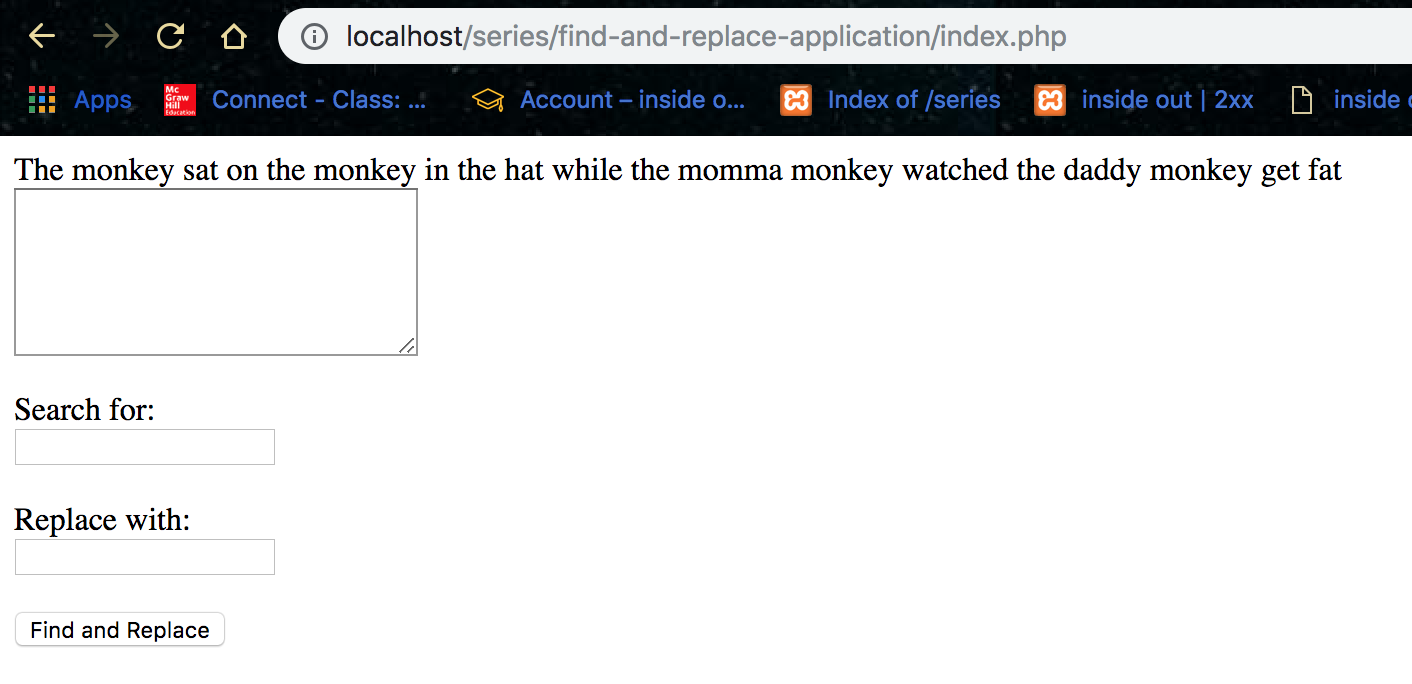 localhost/series/find-and-replace-application/index.php
Apps Mc Graw Hill Education Connect - Class: ... Account – inside o... Index of /series inside out | 2xx inside
The monkey sat on the monkey in the hat while the momma monkey watched the daddy monkey get fat
Search for:
Replace with:
Find and Replace